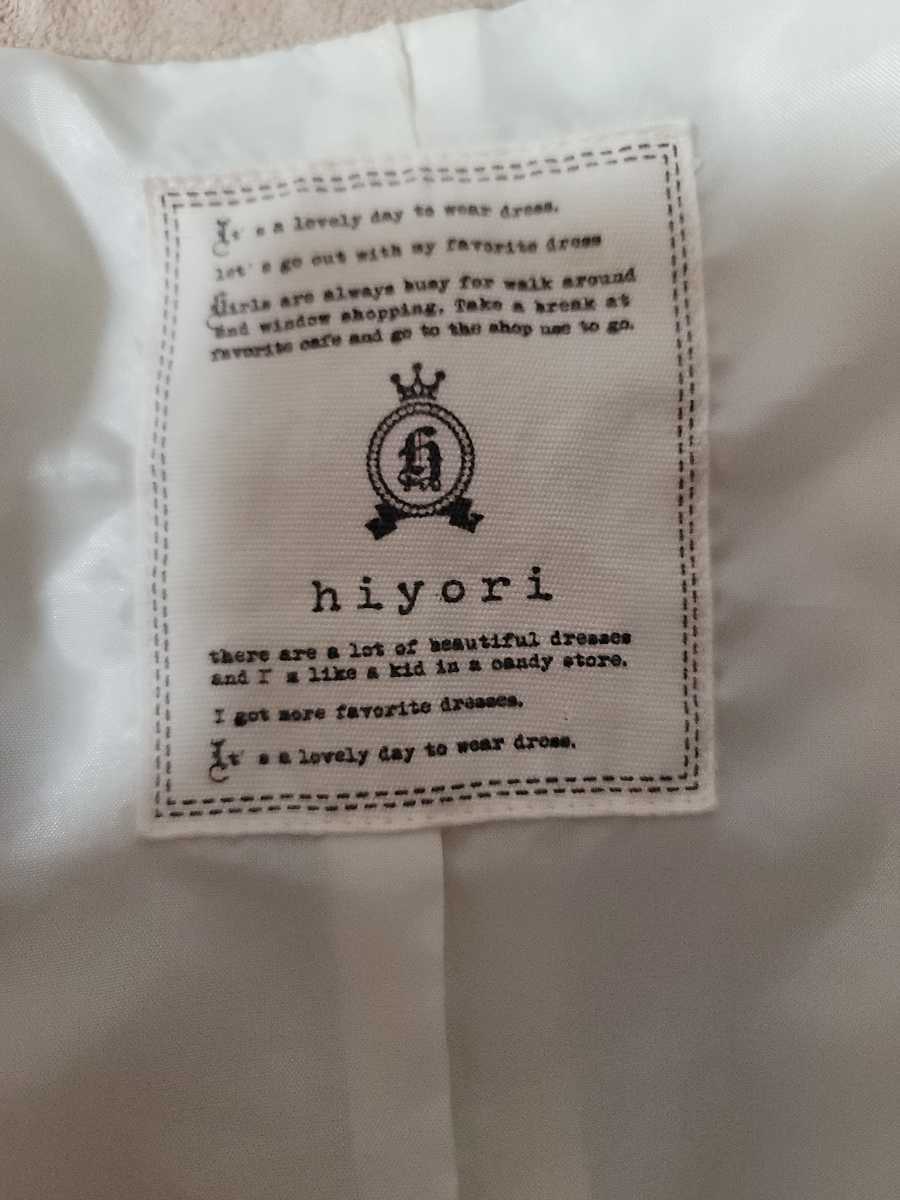 It's a lovely day to wear dress.
let's go out with my favorite dress
Girls are always busy for walk around
and window shopping. Take a break at
favorite cafe and go to the shop use to go.
h
hiyori
there are a lot of beautiful dresses
and I'm like a kid in a candy store.
I got more favorite dresses.
It's a lovely day to wear dress.